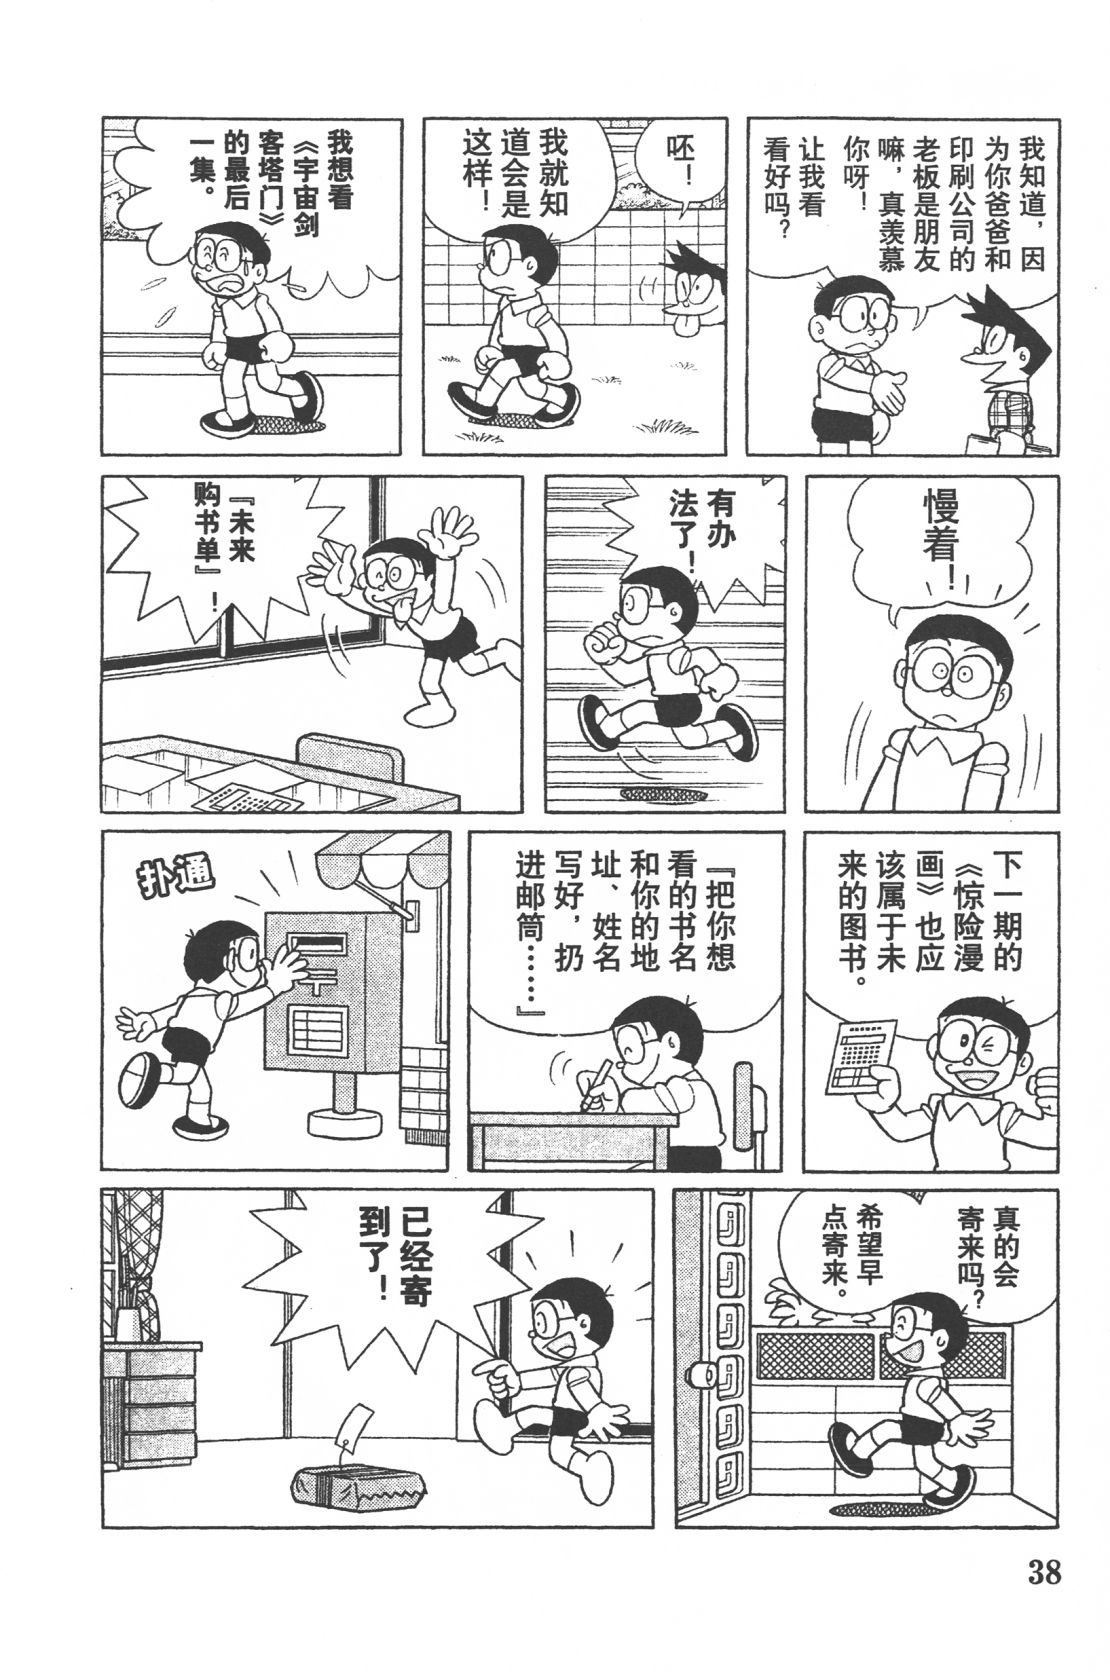 我知道，因
为你爸爸和
印刷公司的
老板是朋友
嘛，真羡慕
你呀！
让我看
看好吗？
呸！
我就知
道会是
这样！
我想看
《宇宙剑
客塔门》
的最后
一集。
慢着！
有办
法了！
『未来
购书单』！
下一期的
《惊险漫
画》也应
该属于未
来的图书。
『把你想
看的书名
和你的地
址、姓名
写好，扔
进邮筒……』
扑通
真的会
寄来吗？
希望早
点寄来。
已经寄
到了！
38